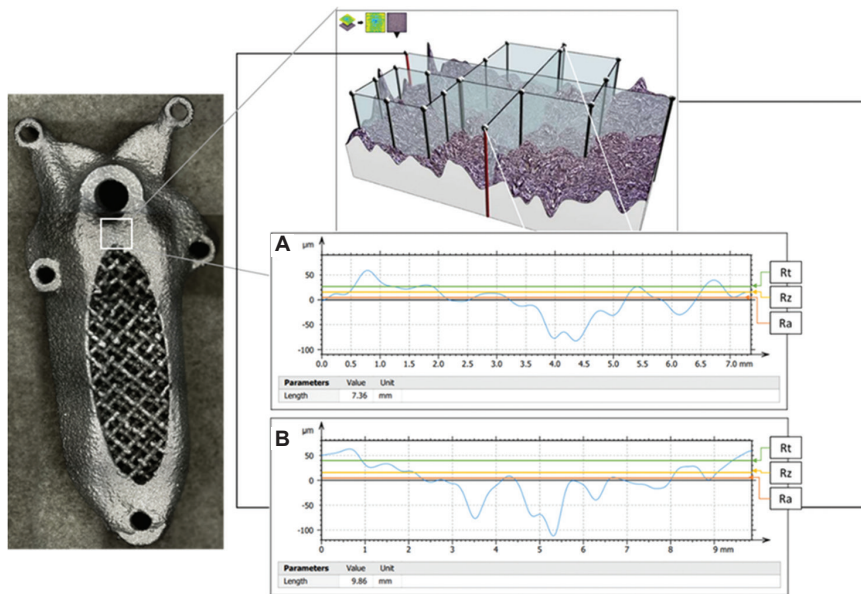 A
µm
50
0
-50
-100
0.0 0.5 1.0 1.5 2.0 2.5 3.0 3.5 4.0 4.5 5.0 5.5 6.0 6.5 7.0 mm
Rt
Rz
Ra
Parameters Value Unit
Length 7.36 mm
B
µm
50
0
-50
-100
0 1 2 3 4 5 6 7 8 9 mm
Rt
Rz
Ra
Parameters Value Unit
Length 9.86 mm